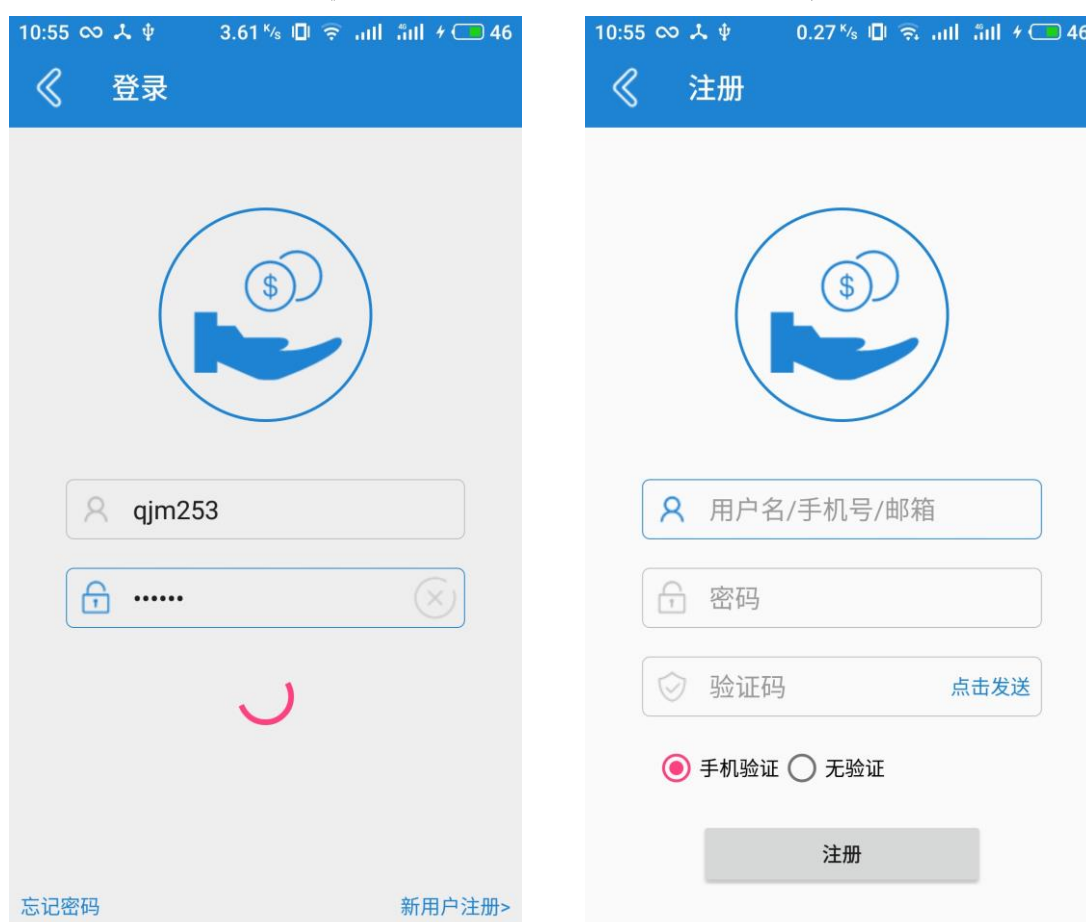 10:55 3.61 K/s 46
登录
$
qjm253
••••••
忘记密码 新用户注册>
10:55 0.27 K/s 46
注册
$
用户名/手机号/邮箱
密码
验证码 点击发送
手机验证 无验证
注册